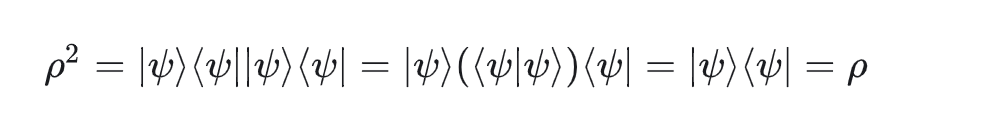 ρ² = |ψ⟩⟨ψ||ψ⟩⟨ψ| = |ψ⟩(⟨ψ|ψ⟩)⟨ψ| = |ψ⟩⟨ψ| = ρ